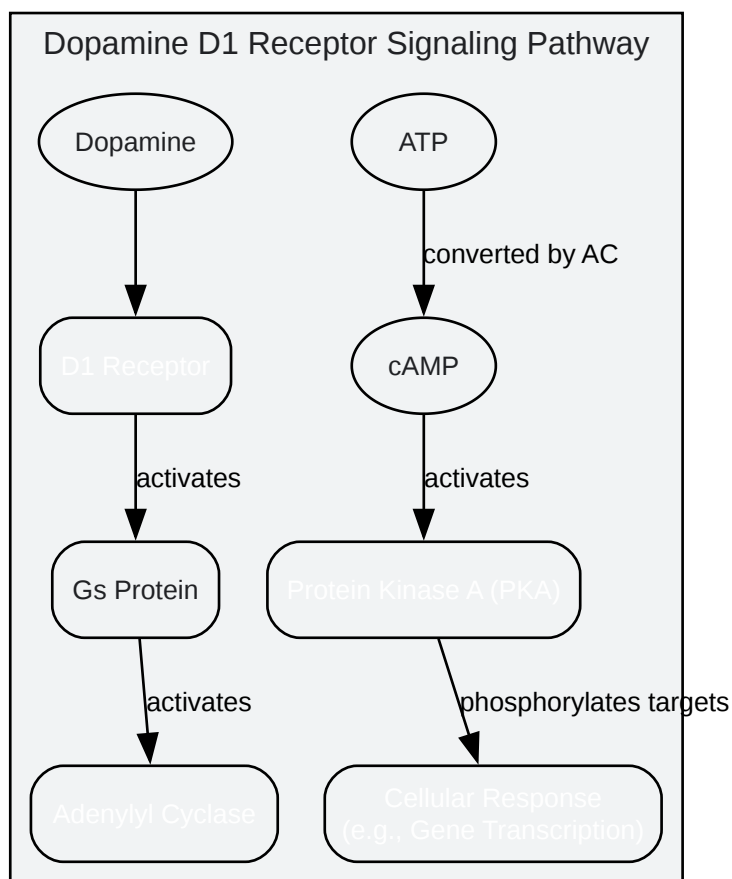 Dopamine D1 Receptor Signaling Pathway
Dopamine
ATP
converted by AC
D1 Receptor
cAMP
activates
activates
Gs Protein
Protein Kinase A (PKA)
activates
phosphorylates targets
Adenylyl Cyclase
Cellular Response
(e.g., Gene Transcription)